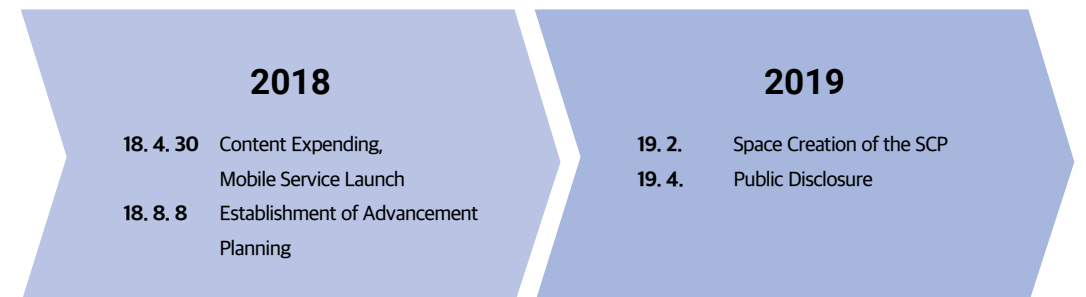 2018
18. 4. 30 Content Expending,
Mobile Service Launch
18. 8. 8 Establishment of Advancement
Planning
2019
19. 2. Space Creation of the SCP
19. 4. Public Disclosure